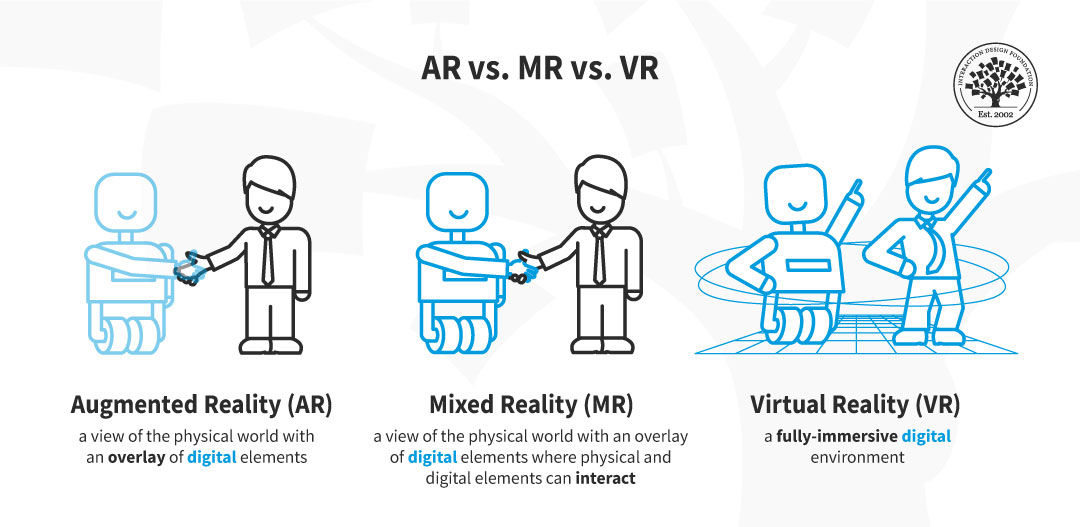 AR vs. MR vs. VR
INTERACTION DESIGN FOUNDATION
Est. 2002
Augmented Reality (AR)
a view of the physical world with
an overlay of digital elements
Mixed Reality (MR)
a view of the physical world with an overlay
of digital elements where physical and
digital elements can interact
Virtual Reality (VR)
a fully-immersive digital
environment